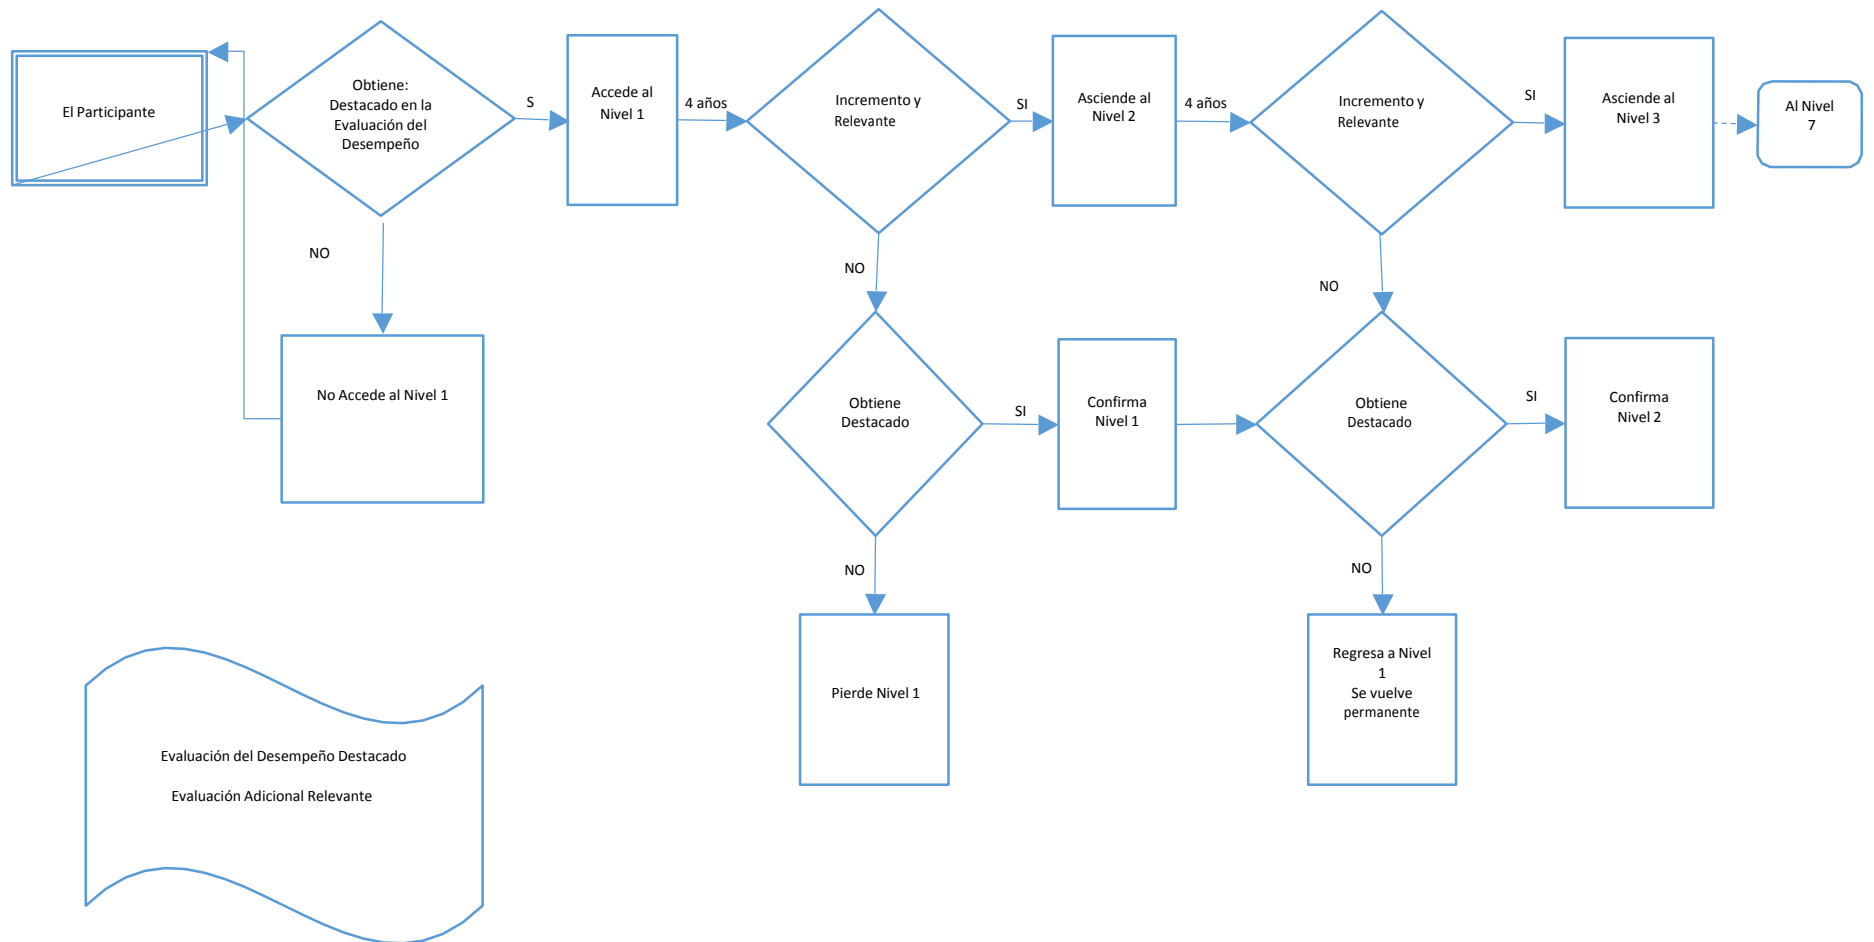 El Participante
Obtiene:
Destacado en la
Evaluación del
Desempeño
S
Accede al
Nivel 1
4 años
Incremento y
Relevante
SI
Asciende al
Nivel 2
4 años
Incremento y
Relevante
SI
Asciende al
Nivel 3
Al Nivel
7
NO
NO
NO
No Accede al Nivel 1
Obtiene
Destacado
SI
Confirma
Nivel 1
Obtiene
Destacado
SI
Confirma
Nivel 2
NO
NO
Pierde Nivel 1
Regresa a Nivel
1
Se vuelve
permanente
Evaluación del Desempeño Destacado
Evaluación Adicional Relevante